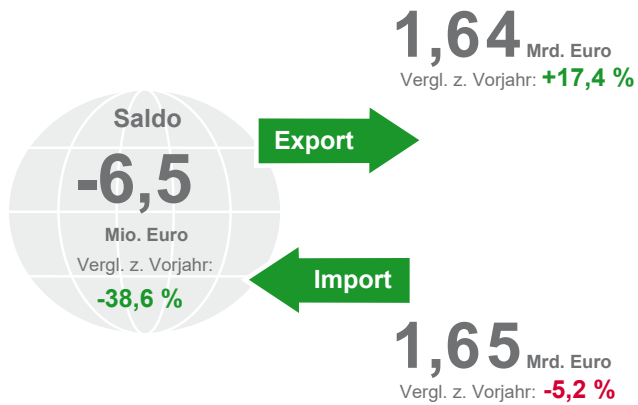 1,64 Mrd. Euro
Vergl. z. Vorjahr: +17,4 %
Saldo
-6,5
Mio. Euro
Vergl. z. Vorjahr:
-38,6 %
Export
Import
1,65 Mrd. Euro
Vergl. z. Vorjahr: -5,2 %